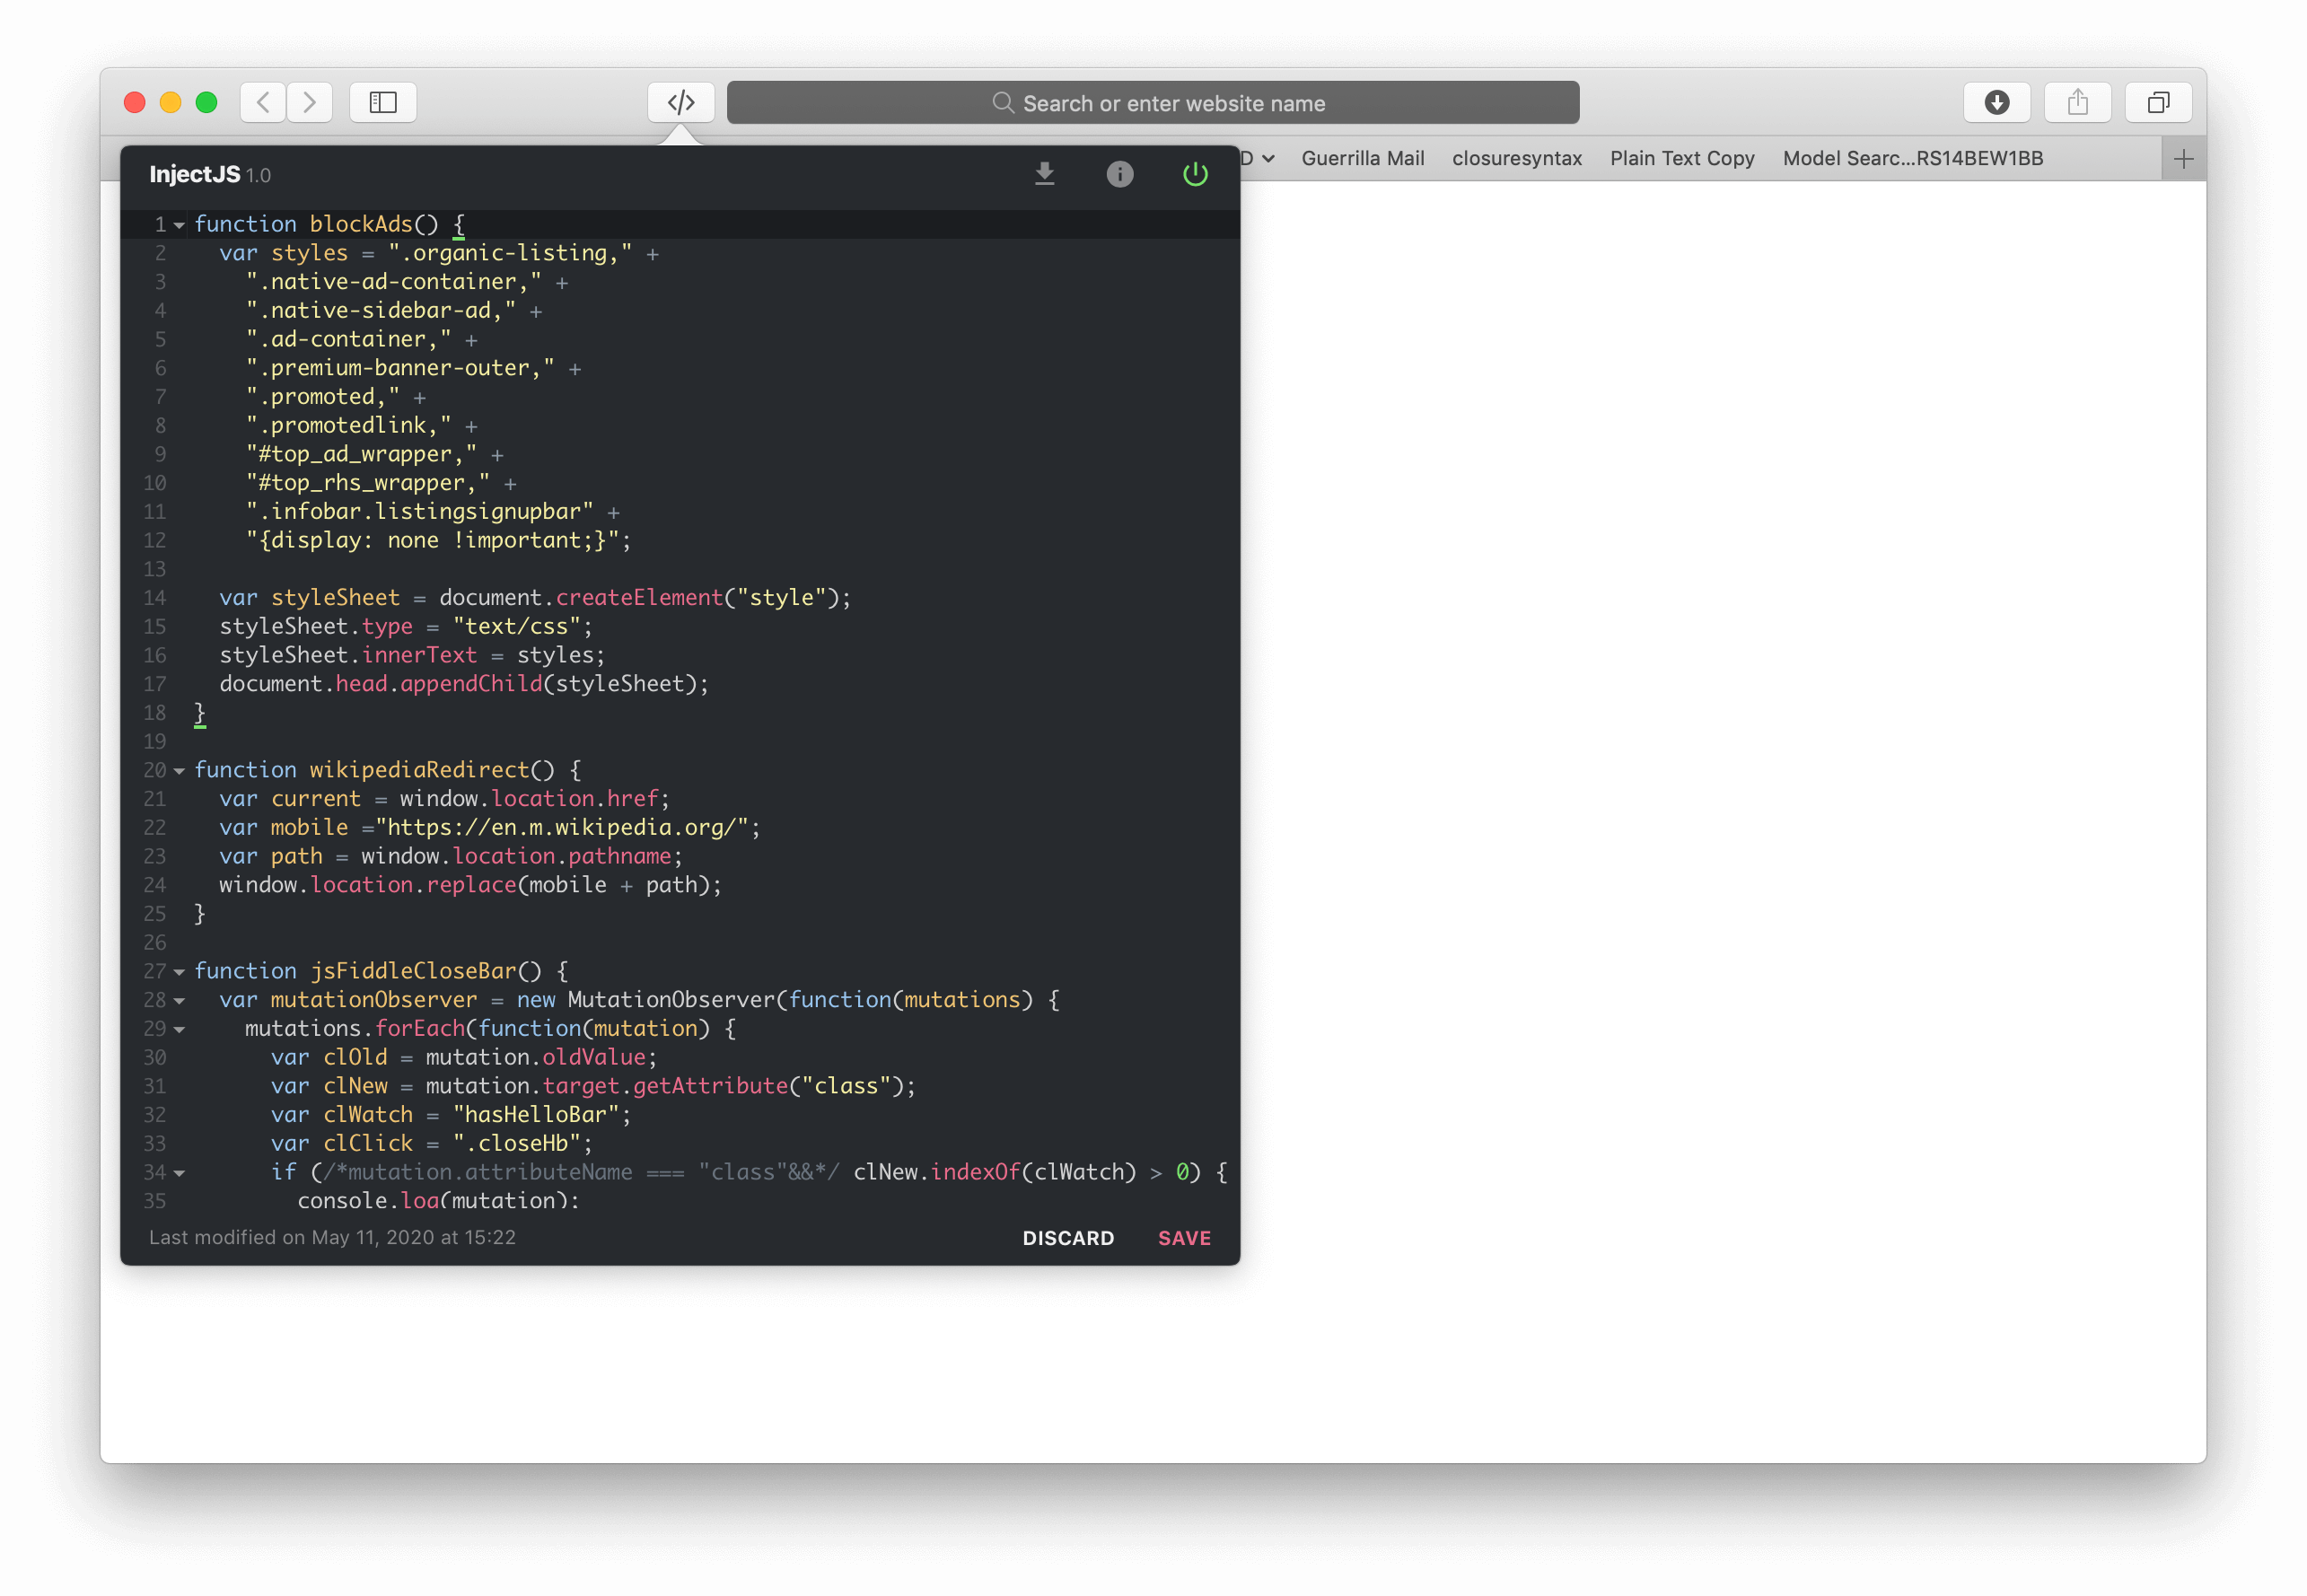 Search or enter website name
D Guerrilla Mail closuresyntax Plain Text Copy Model Searc...RS14BEW1BB
InjectJS 1.0
1 function blockAds() {
2 var styles = ".organic-listing," +
3 ".native-ad-container," +
4 ".native-sidebar-ad," +
5 ".ad-container," +
6 ".premium-banner-outer," +
7 ".promoted," +
8 ".promotedlink," +
9 "#top_ad_wrapper," +
10 "#top_rhs_wrapper," +
11 ".infobar.listingsignupbar" +
12 "{display: none !important;}";
13
14 var styleSheet = document.createElement("style");
15 styleSheet.type = "text/css";
16 styleSheet.innerText = styles;
17 document.head.appendChild(styleSheet);
18 }
19
20 function wikipediaRedirect() {
21 var current = window.location.href;
22 var mobile ="https://en.m.wikipedia.org/";
23 var path = window.location.pathname;
24 window.location.replace(mobile + path);
25 }
26
27 function jsFiddleCloseBar() {
28 var mutationObserver = new MutationObserver(function(mutations) {
29 mutations.forEach(function(mutation) {
30 var clOld = mutation.oldValue;
31 var clNew = mutation.target.getAttribute("class");
32 var clWatch = "hasHelloBar";
33 var clClick = ".closeHb";
34 if (/*mutation.attributeName === "class"&&*/ clNew.indexOf(clWatch) > 0) {
35 console.log(mutation);
Last modified on May 11, 2020 at 15:22
DISCARD SAVE